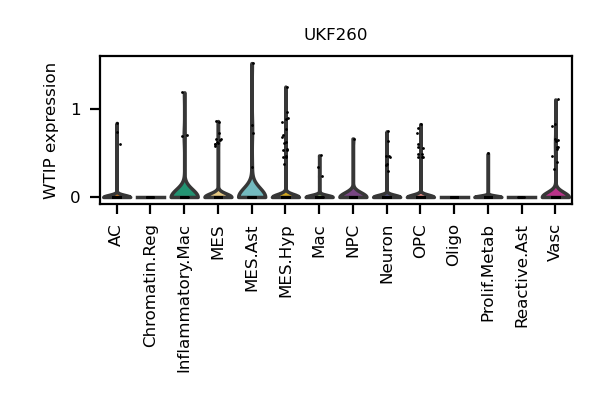 UKF260
WTIP expression
1
0
AC
Chromatin.Reg
Inflammatory.Mac
MES
MES.Ast
MES.Hyp
Mac
NPC
Neuron
OPC
Oligo
Prolif.Metab
Reactive.Ast
Vasc